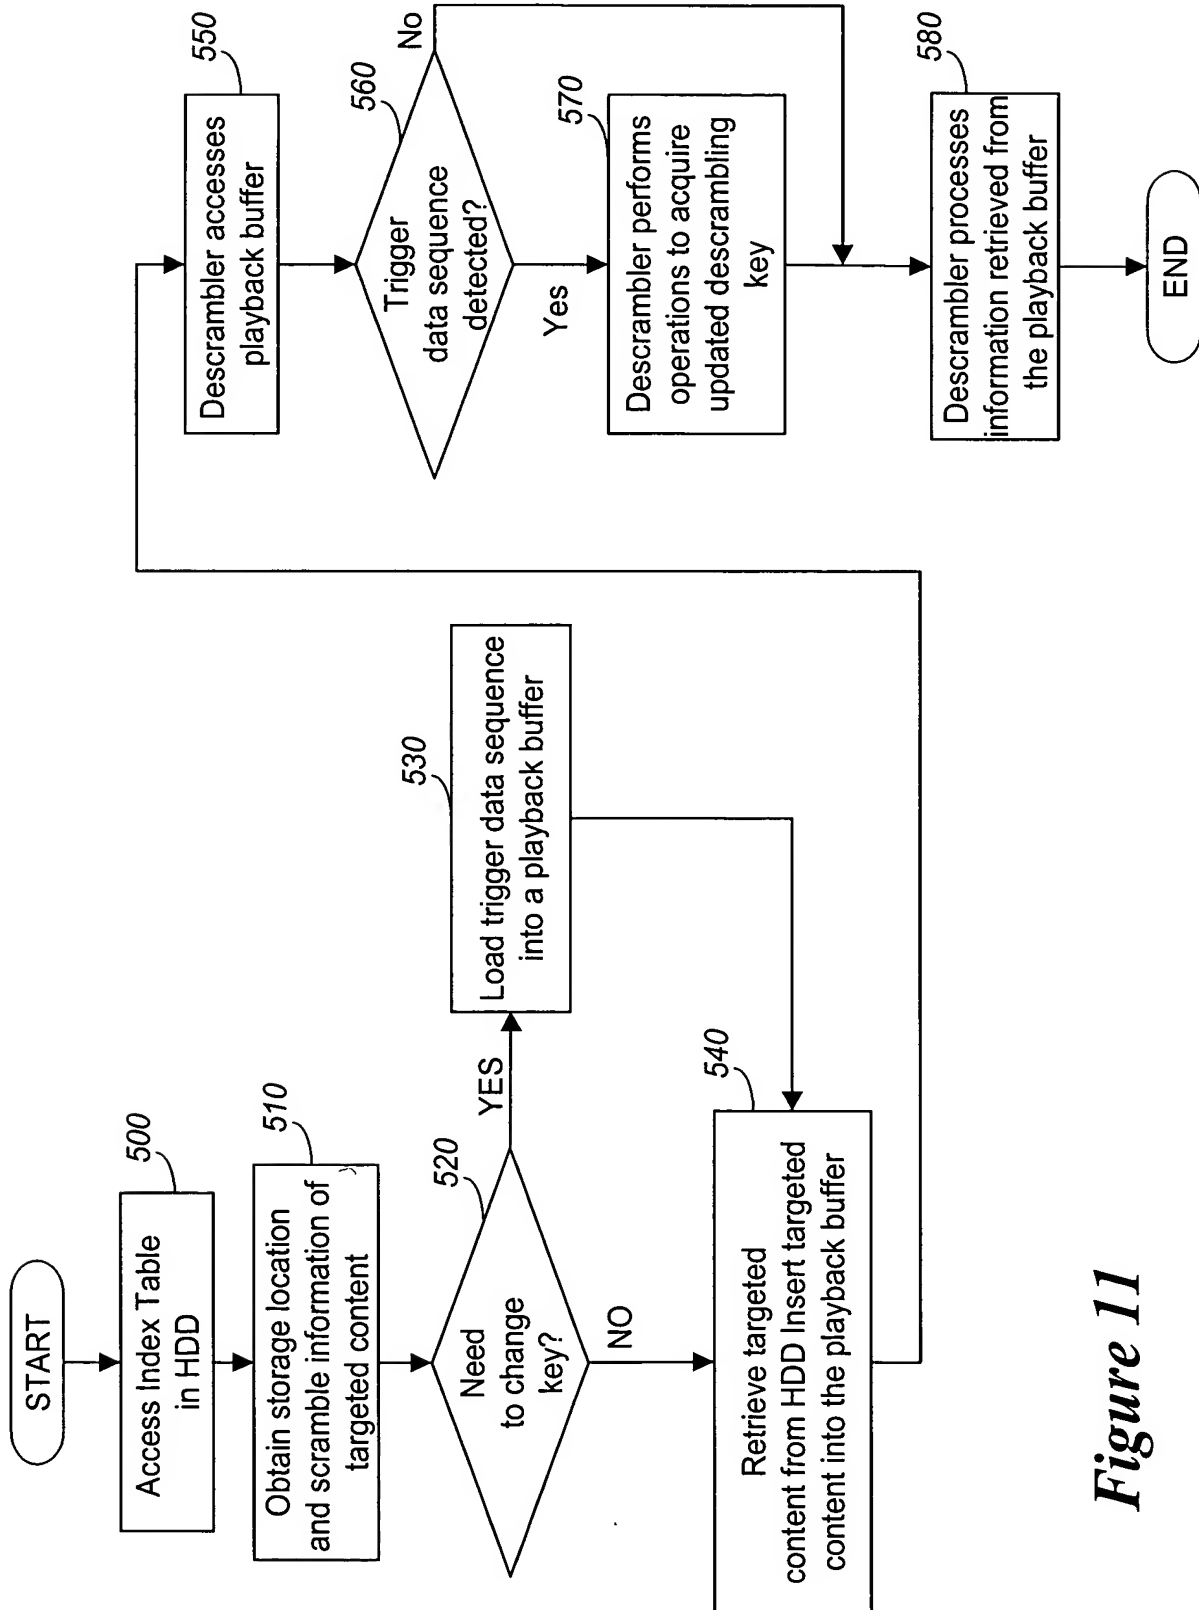 START
500
Access Index Table
in HDD
510
Obtain storage location
and scramble information of
targeted content
520
Need
to change
key?
YES
NO
530
Load trigger data sequence
into a playback buffer
540
Retrieve targeted
content from HDD Insert targeted
content into the playback buffer
550
Descrambler accesses
playback buffer
560
Trigger
data sequence
detected?
No
Yes
570
Descrambler performs
operations to acquire
updated descrambling
key
580
Descrambler processes
information retrieved from
the playback buffer
END
Figure 11